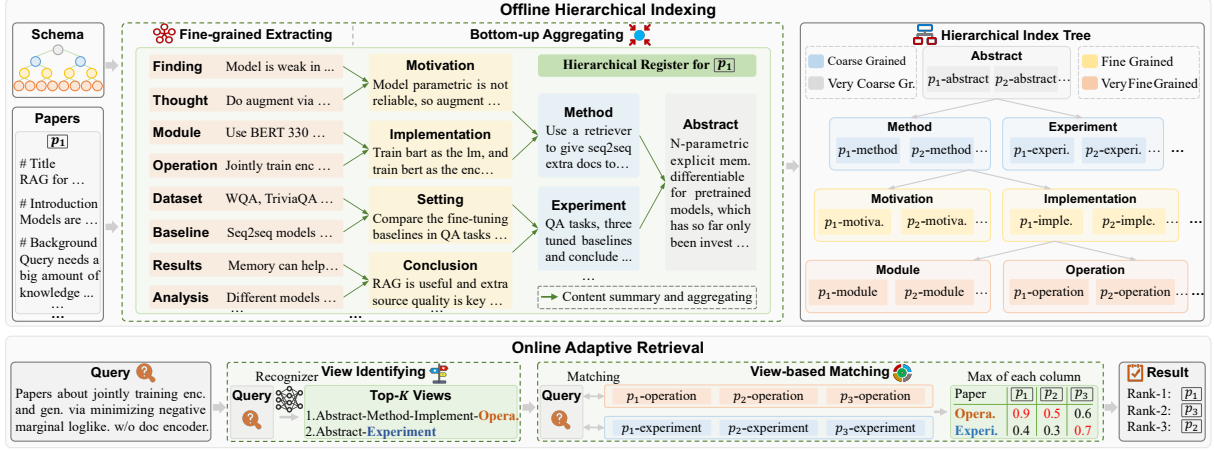 Offline Hierarchical Indexing
Schema
Papers
p1
# Title
RAG for …
# Introduction
Models are …
# Background
Query needs a
big amount of
knowledge ...
…
Fine-grained Extracting
Bottom-up Aggregating
Finding Model is weak in ...
Thought Do augment via …
Module Use BERT 330 …
Operation Jointly train enc …
Dataset WQA, TriviaQA …
Baseline Seq2seq models …
Results Memory can help…
Analysis Different models …
…
Motivation
Model parametric is not
reliable, so augment …
Implementation
Train bart as the lm, and
train bert as the enc…
Setting
Compare the fine-tuning
baselines in QA tasks …
Conclusion
RAG is useful and extra
source quality is key …
…
…
Hierarchical Register for p1
Method
Use a retriever
to give seq2seq
extra docs to…
Experiment
QA tasks, three
tuned baselines
and conclude ...
…
Abstract
N-parametric
explicit mem.
differentiable
for pretrained
models, which
has so far only
been invest …
Content summary and aggregating
Hierarchical Index Tree
Coarse Grained
Very Coarse Gr.
Abstract
p1-abstract p2-abstract…
Fine Grained
Very Fine Grained
Method
p1-method p2-method …
Experiment
p1-experi. p2-experi. …
…
Motivation
p1-motiva. p2-motiva. …
Implementation
p1-imple. p2-imple. …
…
Module
p1-module p2-module …
Operation
p1-operation p2-operation …
…
Online Adaptive Retrieval
Query
Papers about jointly training enc.
and gen. via minimizing negative
marginal loglike. w/o doc encoder.
Recognizer
View Identifying
Query
Top-K Views
1.Abstract-Method-Implement-Opera.
2.Abstract-Experiment
Matching
View-based Matching
Query
p1-operation p2-operation p3-operation
p1-experiment p2-experiment p3-experiment
Max of each column
Paper p1 p2 p3
Opera. 0.9 0.5 0.6
Experi. 0.4 0.3 0.7
Result
Rank-1: p1
Rank-2: p3
Rank-3: p2